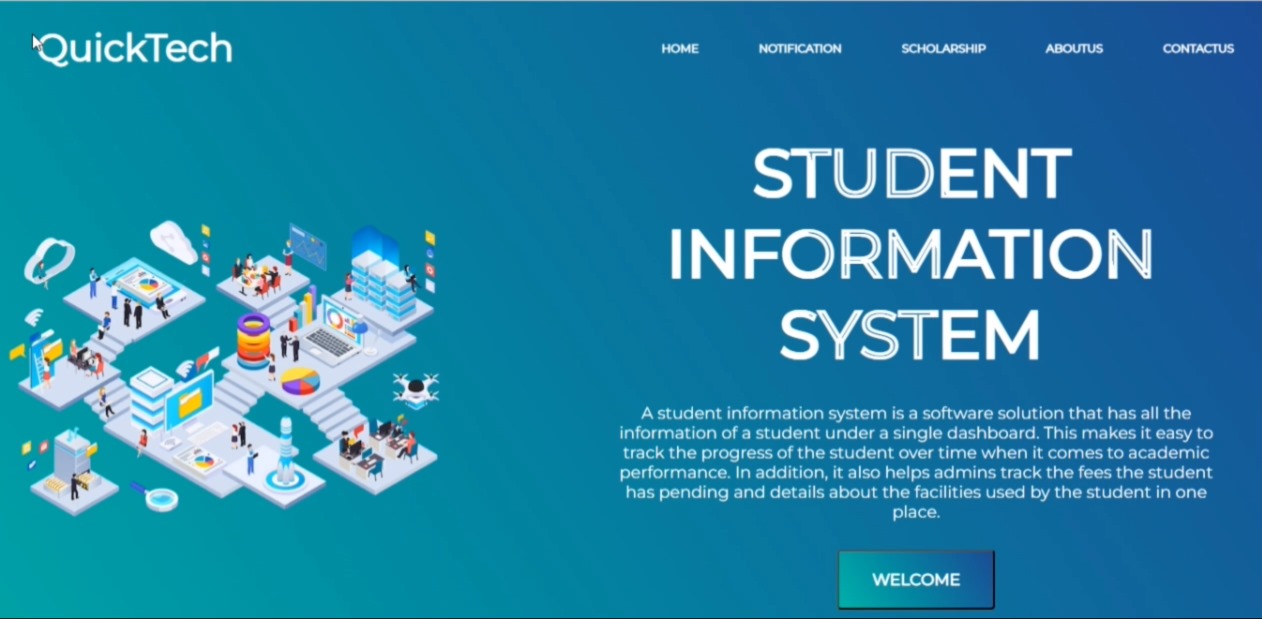 QuickTech
HOME
NOTIFICATION
SCHOLARSHIP
ABOUTUS
CONTACTUS
STUDENT
INFORMATION
SYSTEM
A student information system is a software solution that has all the
information of a student under a single dashboard. This makes it easy to
track the progress of the student over time when it comes to academic
performance. In addition, it also helps admins track the fees the student
has pending and details about the facilities used by the student in one
place.
WELCOME